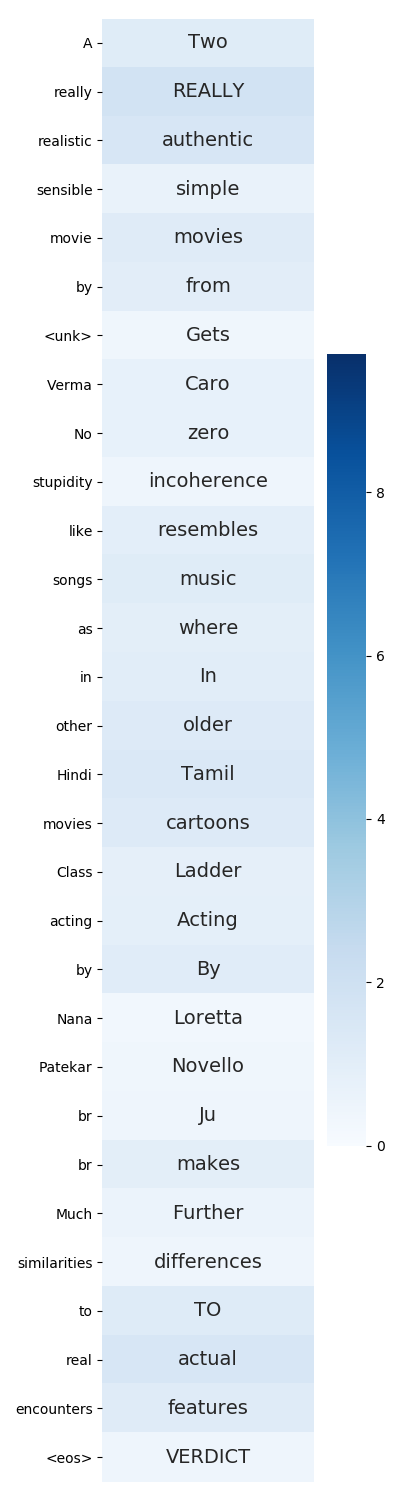 A Two
really REALLY
realistic authentic
sensible simple
movie movies
by from
<unk> Gets
Verma Caro
No zero
stupidity incoherence
like resembles
songs music
as where
in In
other older
Hindi Tamil
movies cartoons
Class Ladder
acting Acting
by By
Nana Loretta
Patekar Novello
br Ju
br makes
Much Further
similarities differences
to TO
real actual
encounters features
<eos> VERDICT
8
6
4
2
0